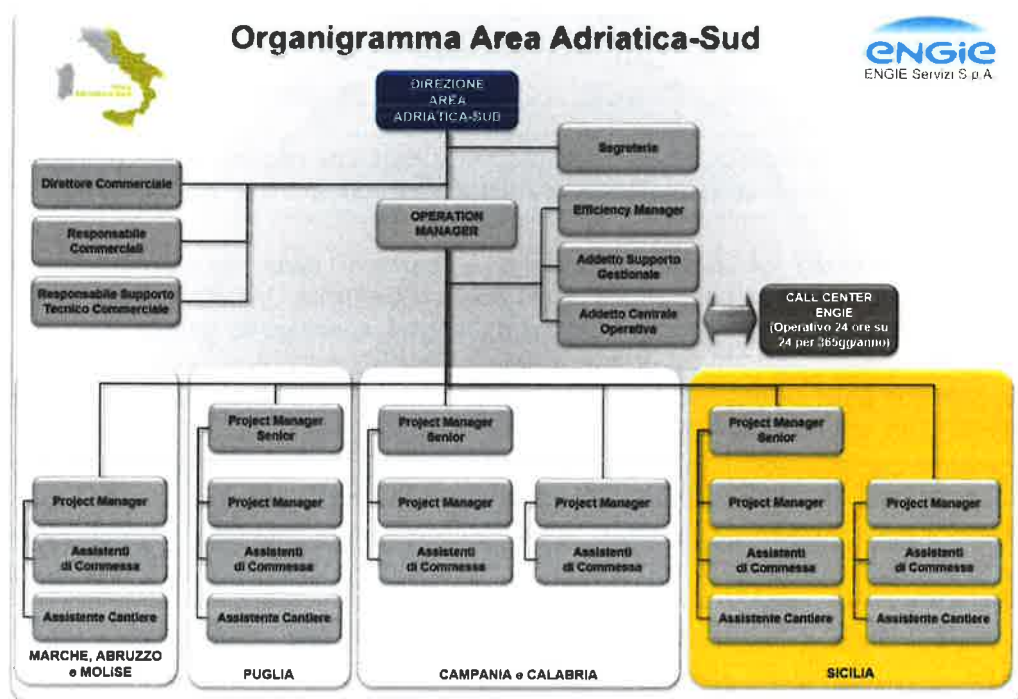 Organigramma Area Adriatica-Sud
ENGIE
ENGIE Servizi S.p.A.
DIREZIONE
AREA
ADRIATICA-SUD
Segreteria
Direttore Commerciale
Responsabile
Commerciali
Responsabile Supporto
Tecnico Commerciale
OPERATION
MANAGER
Efficiency Manager
Addetto Supporto
Gestionale
Addetto Centrale
Operativa
CALL CENTER
ENGIE
(Operativo 24 ore su
24 per 365gg/anno)
Project Manager
Assistenti
di Commessa
Assistente Cantiere
MARCHE, ABRUZZO
e MOLISE
Project Manager
Senior
Project Manager
Assistenti
di Commessa
Assistente Cantiere
PUGLIA
Project Manager
Senior
Project Manager
Assistenti
di Commessa
Project Manager
Assistenti
di Commessa
CAMPANIA e CALABRIA
Project Manager
Senior
Project Manager
Assistenti
di Commessa
Assistente Cantiere
Project Manager
Assistenti
di Commessa
Assistente Cantiere
SICILIA